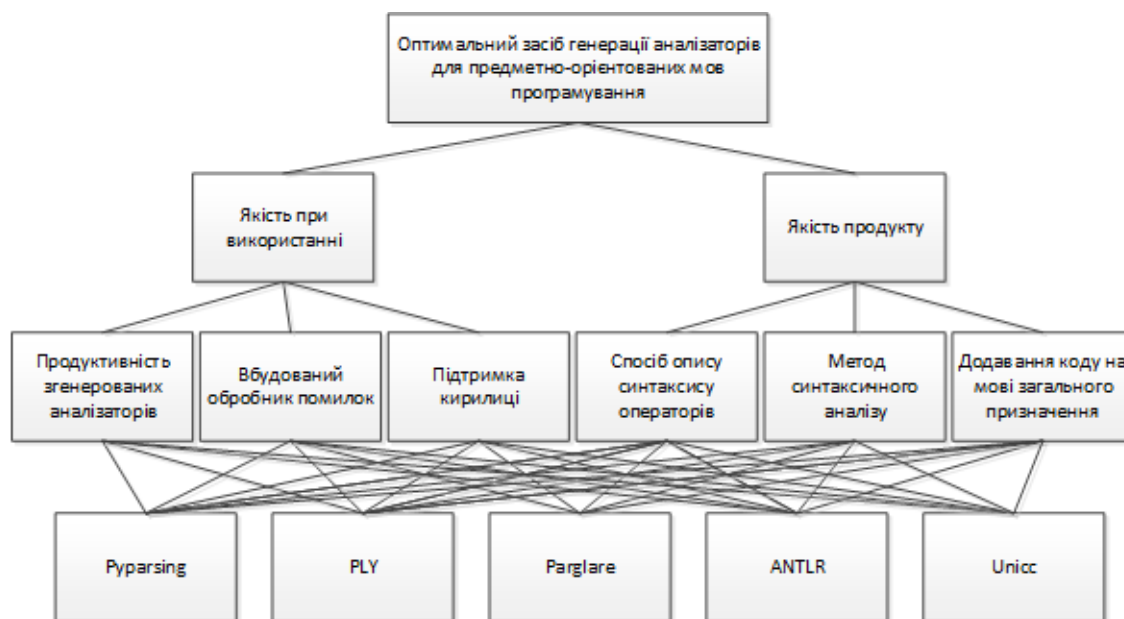 Оптимальний засіб генерації аналізаторів
для предметно-орієнтованих мов
програмування
Якість при
використанні
Якість продукту
Продуктивність
згенерованих
аналізаторів
Вбудований
обробник помилок
Підтримка
кирилиці
Спосіб опису
синтаксису
операторів
Метод
синтаксичного
аналізу
Додавання коду на
мові загального
призначення
Pyparsing
PLY
Parglare
ANTLR
Unicc